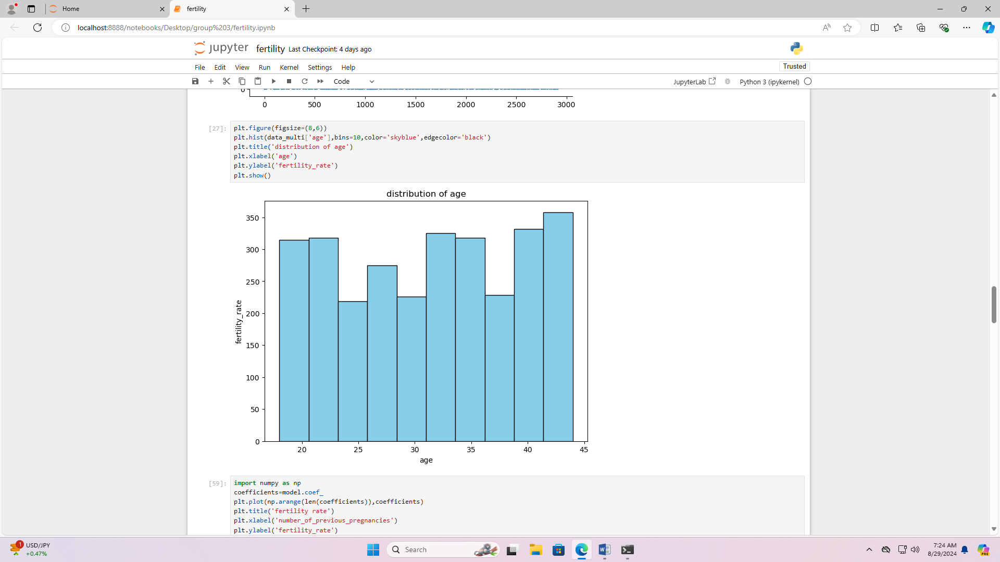 Home
fertility
localhost:8888/notebooks/Desktop/group%203/fertility.ipynb
jupyter fertility Last Checkpoint: 4 days ago
File Edit View Run Kernel Settings Help Trusted
Code JupyterLab Python 3 (ipykernel)
0
0 500 1000 1500 2000 2500 3000
[27]:
plt.figure(figsize=(8,6))
plt.hist(data_multi['age'],bins=10,color='skyblue',edgecolor='black')
plt.title('distribution of age')
plt.xlabel('age')
plt.ylabel('fertility_rate')
plt.show()
distribution of age
350
300
250
200
150
100
50
0
fertility_rate
20 25 30 35 40 45
age
[59]:
import numpy as np
coefficients=model.coef_
plt.plot(np.arange(len(coefficients)),coefficients)
plt.title('fertility rate')
plt.xlabel('number_of_previous_pregnancies')
plt.ylabel('fertility_rate')
1
USD/JPY
+0.47%
Search
7:24 AM
8/29/2024
PRE